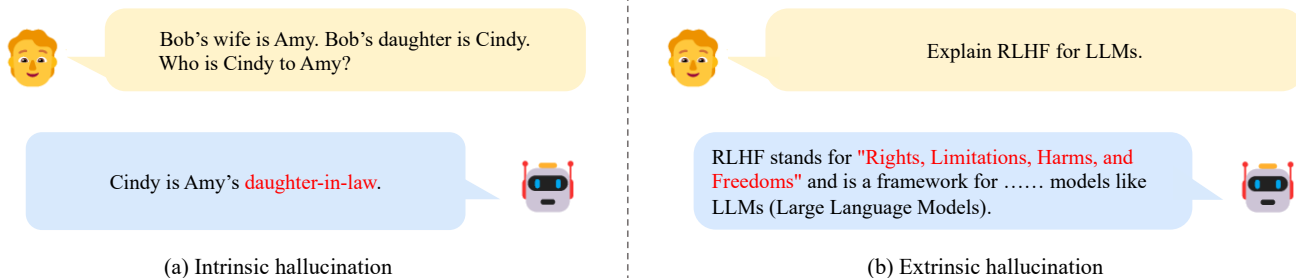 Bob's wife is Amy. Bob's daughter is Cindy.
Who is Cindy to Amy?
Cindy is Amy's daughter-in-law.
(a) Intrinsic hallucination
Explain RLHF for LLMs.
RLHF stands for "Rights, Limitations, Harms, and
Freedoms" and is a framework for …… models like
LLMs (Large Language Models).
(b) Extrinsic hallucination